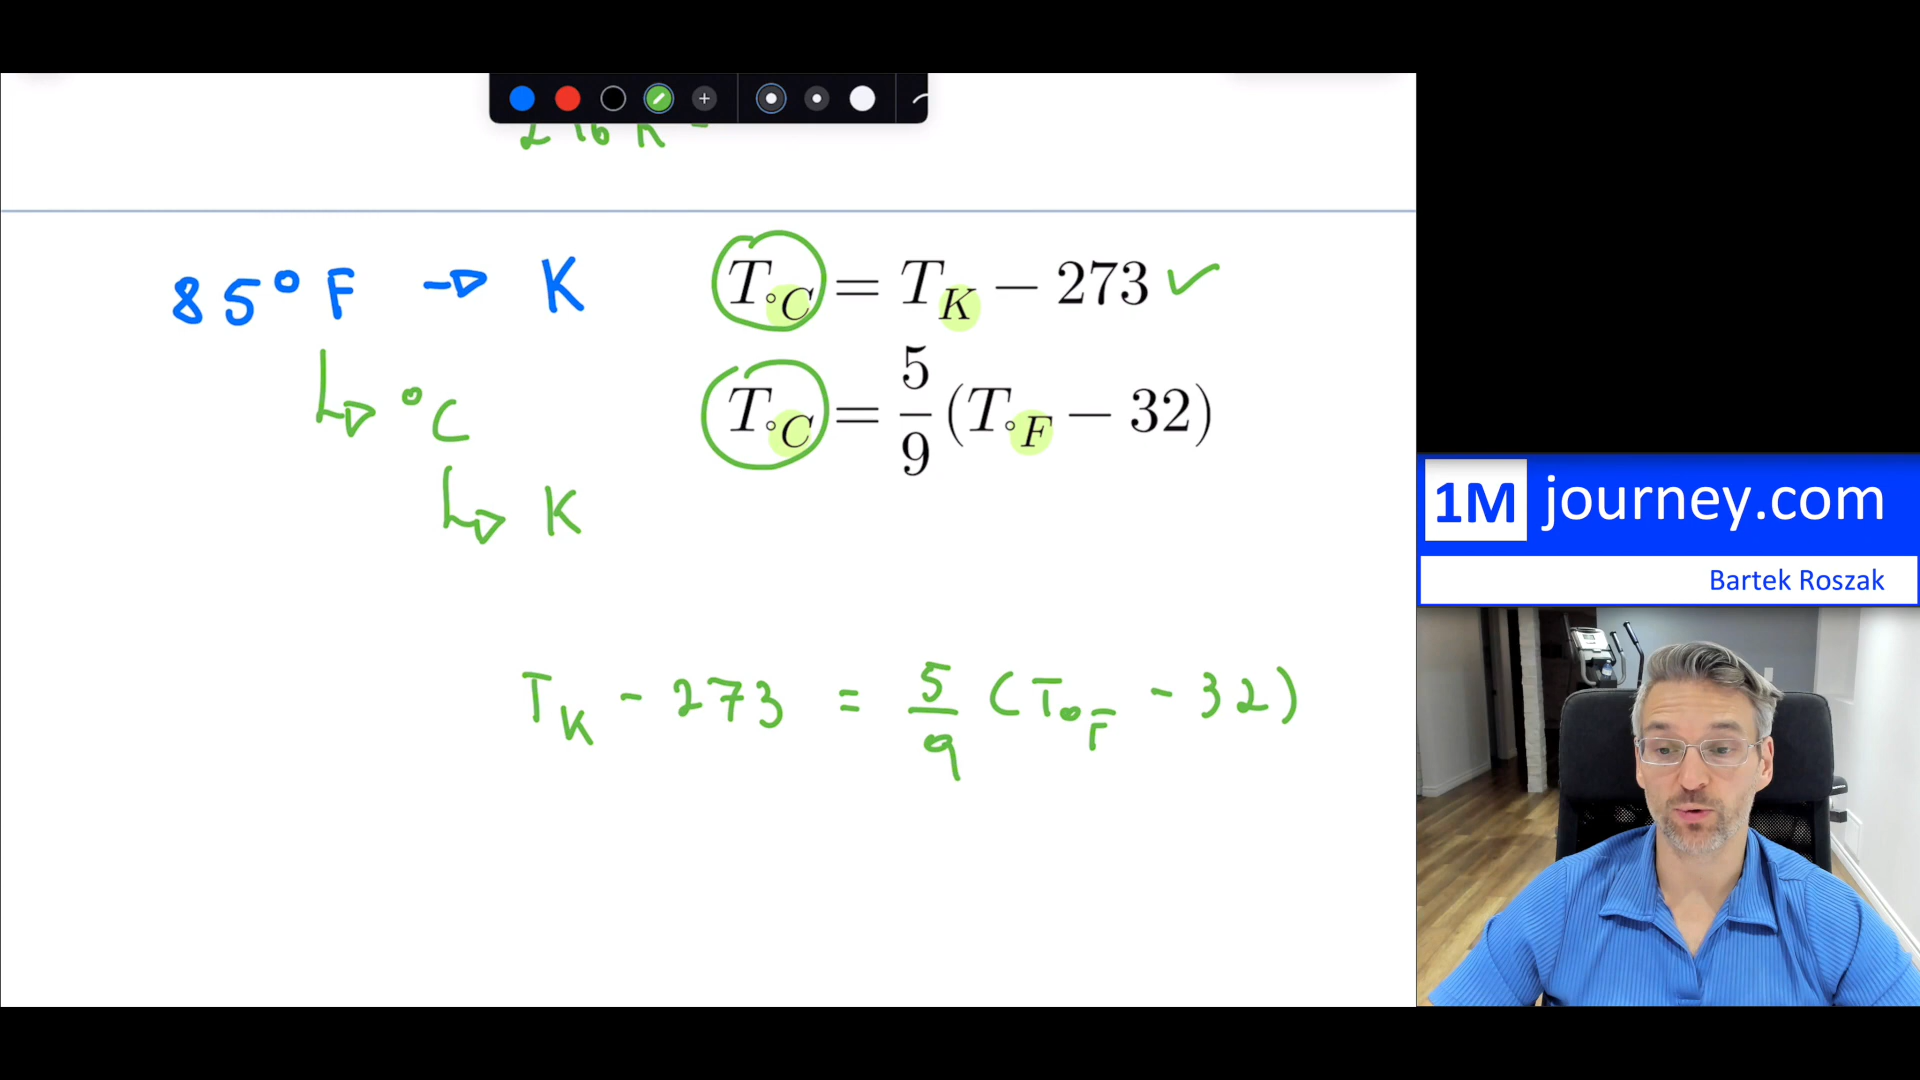 85°F → K
T°C = TK − 273 ✓
↳ °C
T°C = 5/9 (T°F − 32)
↳ K
TK - 273 = 5/9 (T°F - 32)
1M journey.com
Bartek Roszak